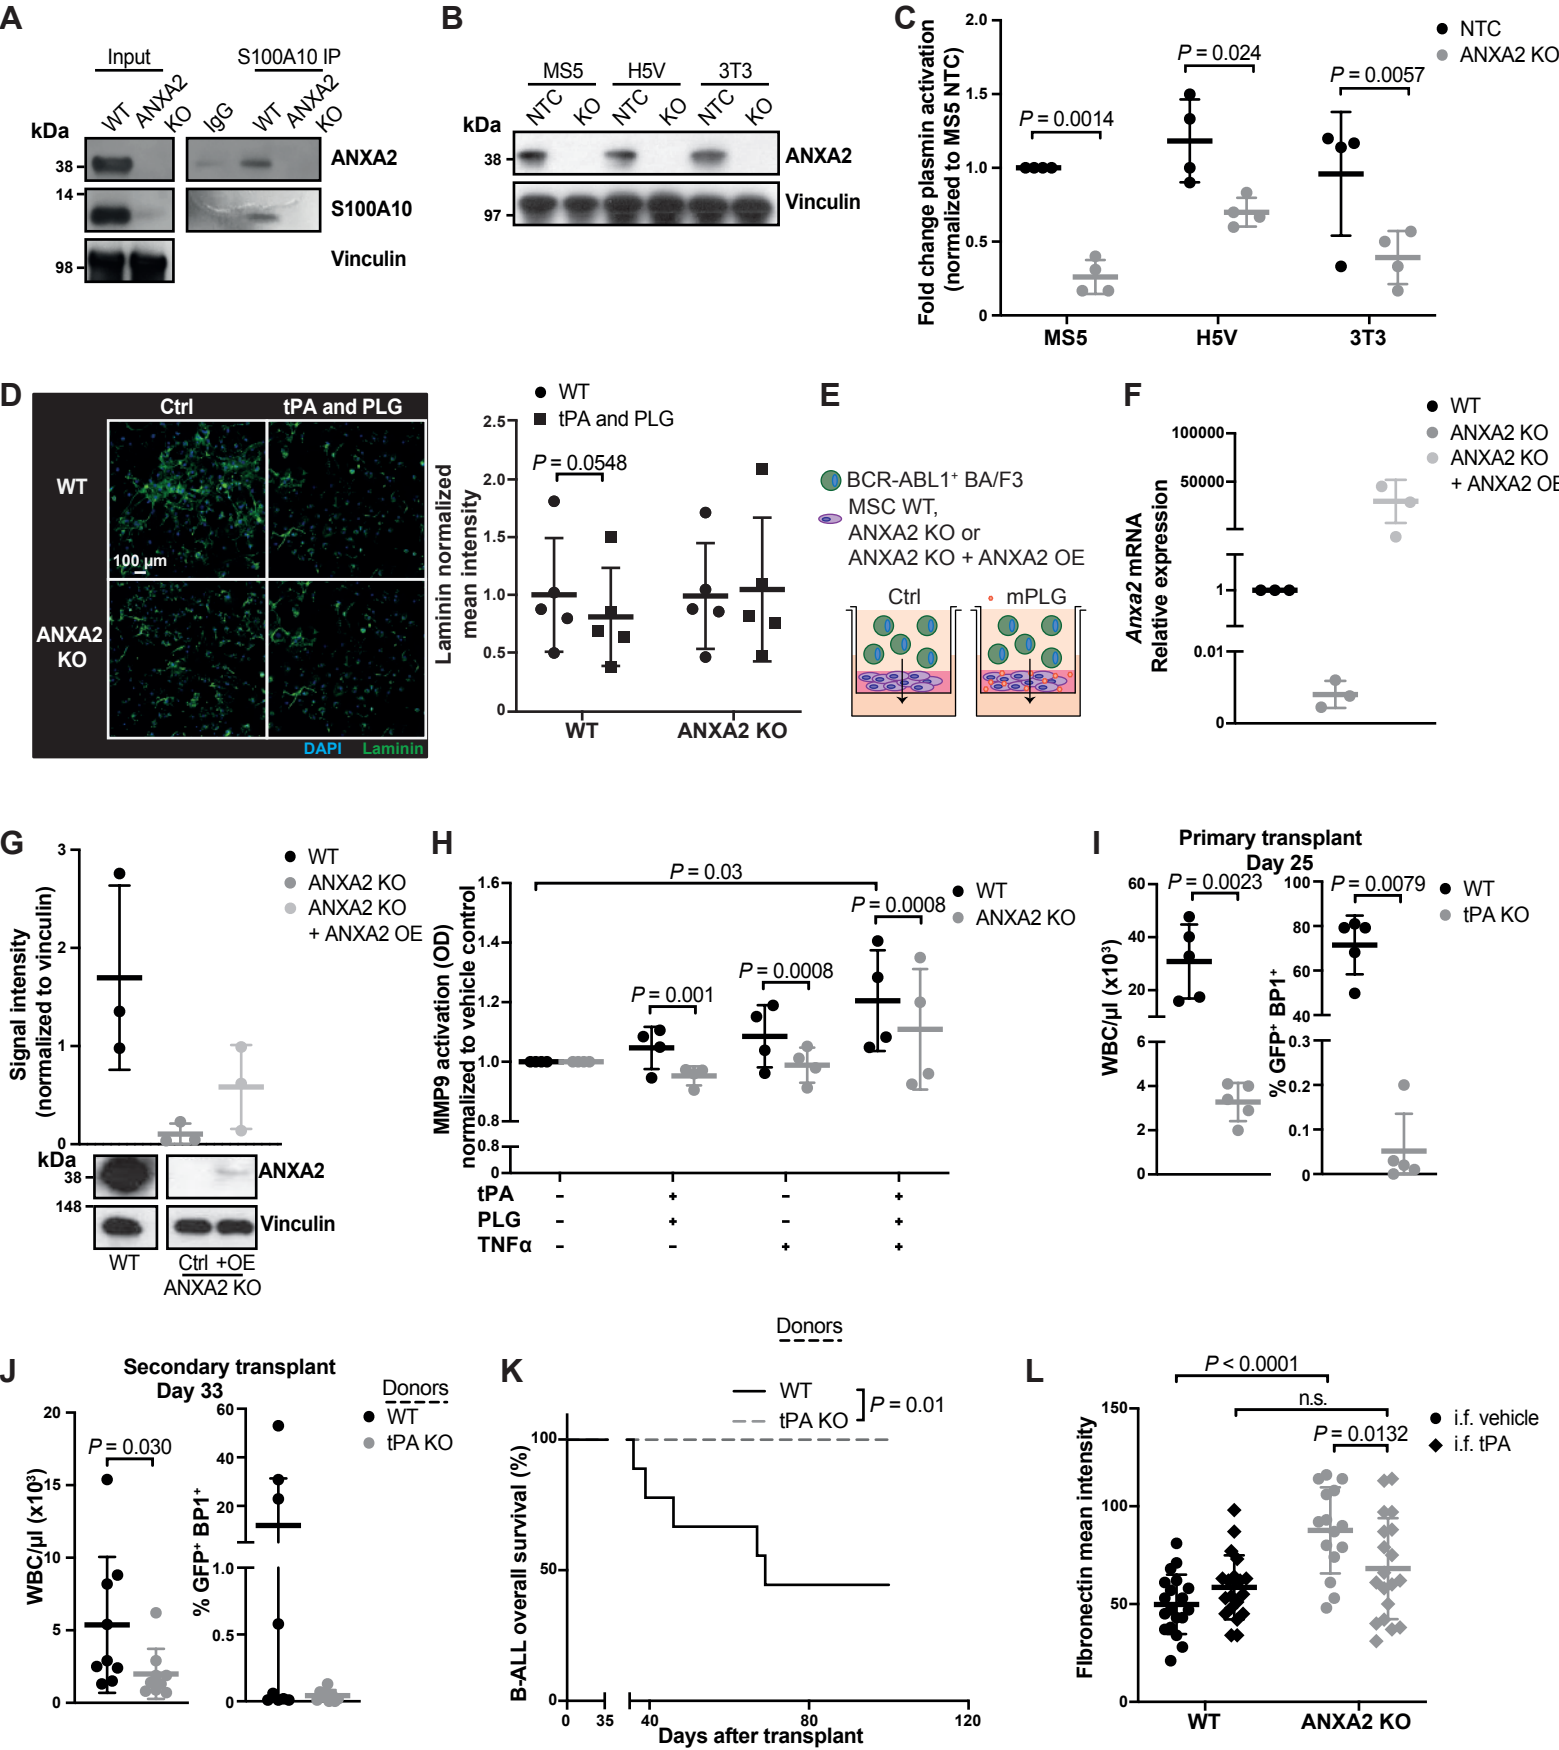 A
Input
S100A10 IP
WT
ANXA2
KO
IgG
WT
ANXA2
KO
kDa
38
ANXA2
14
S100A10
98
Vinculin
B
MS5
H5V
3T3
NTC
KO
NTC
KO
NTC
KO
kDa
38
ANXA2
97
Vinculin
C
Fold change plasmin activation
(normalized to MS5 NTC)
2.0
1.5
1.0
0.5
0
P = 0.0014
P = 0.024
P = 0.0057
MS5
H5V
3T3
NTC
ANXA2 KO
D
Ctrl
tPA and PLG
WT
100 µm
ANXA2
KO
DAPI
Laminin
WT
tPA and PLG
Laminin normalized
mean intensity
2.5
2.0
1.5
1.0
0.5
0
P = 0.0548
WT
ANXA2 KO
E
BCR-ABL1+ BA/F3
MSC WT,
ANXA2 KO or
ANXA2 KO + ANXA2 OE
Ctrl
mPLG
F
Anxa2 mRNA
Relative expression
100000
50000
1
0.01
0
WT
ANXA2 KO
ANXA2 KO
+ ANXA2 OE
G
Signal intensity
(normalized to vinculin)
3
2
1
0
WT
ANXA2 KO
ANXA2 KO
+ ANXA2 OE
kDa
38
ANXA2
148
Vinculin
WT
Ctrl
+OE
ANXA2 KO
H
MMP9 activation (OD)
normalized to vehicle control
1.6
1.4
1.2
1.0
0.8
0.8
0
P = 0.03
P = 0.0008
P = 0.0008
P = 0.001
WT
ANXA2 KO
tPA - + - +
PLG - + - +
TNFα - - + +
I
Primary transplant
Day 25
WBC/µl (x10³)
60
40
20
6
4
2
0
P = 0.0023
% GFP+ BP1+
100
80
60
40
0.3
0.2
0.1
0
P = 0.0079
WT
tPA KO
J
Secondary transplant
Day 33
WBC/µl (x10³)
20
15
10
5
0
P = 0.030
% GFP+ BP1+
60
40
20
1.0
0.5
0
Donors
WT
tPA KO
K
Donors
WT
tPA KO
P = 0.01
B-ALL overall survival (%)
100
50
0
0
35
40
80
120
Days after transplant
L
P < 0.0001
n.s.
P = 0.0132
i.f. vehicle
i.f. tPA
FIbronectin mean intensity
150
100
50
0
WT
ANXA2 KO